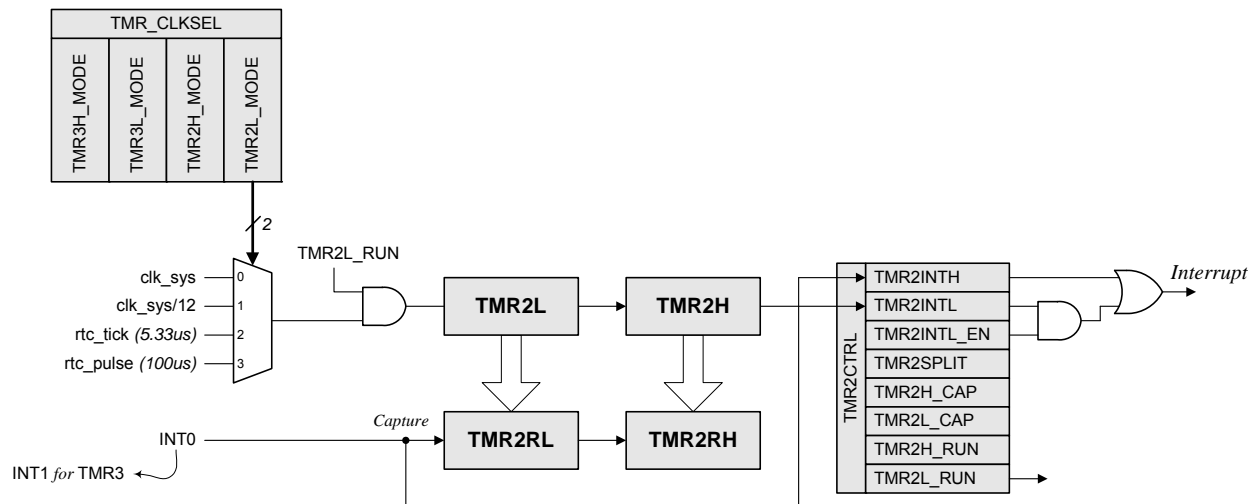 TMR_CLKSEL
TMR3H_MODE
TMR3L_MODE
TMR2H_MODE
TMR2L_MODE
2
TMR2L_RUN
clk_sys
0
clk_sys/12
1
rtc_tick (5.33us)
2
rtc_pulse (100us)
3
TMR2L
TMR2H
Capture
INT0
TMR2RL
TMR2RH
INT1 for TMR3
TMR2CTRL
TMR2INTH
TMR2INTL
TMR2INTL_EN
TMR2SPLIT
TMR2H_CAP
TMR2L_CAP
TMR2H_RUN
TMR2L_RUN
Interrupt